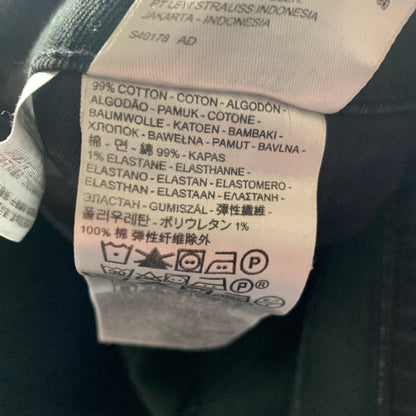 PT LEVI STRAUSS INDONESIA
JAKARTA - INDONESIA
S40178 AD
99% COTTON - COTON - ALGODÓN -
ALGODÃO - PAMUK - COTONE -
BAUMWOLLE - KATOEN - BAMBAKI -
ХЛОПОК - BAWEŁNA - PAMUT - BAVLNA -
棉 - 면 - 綿 99% - KAPAS
1% ELASTANE - ELASTHANNE -
ELASTANO - ELASTAN - ELASTOMERO -
ELASTHAN - ELASTAAN - ΕΛΑΣΤΑΝΗ -
ЭЛАСТАН - GUMISZÁL - 弾性繊維 -
폴리우레탄 - ポリウレタン 1%
100% 棉 弹性纤维除外
P
P®